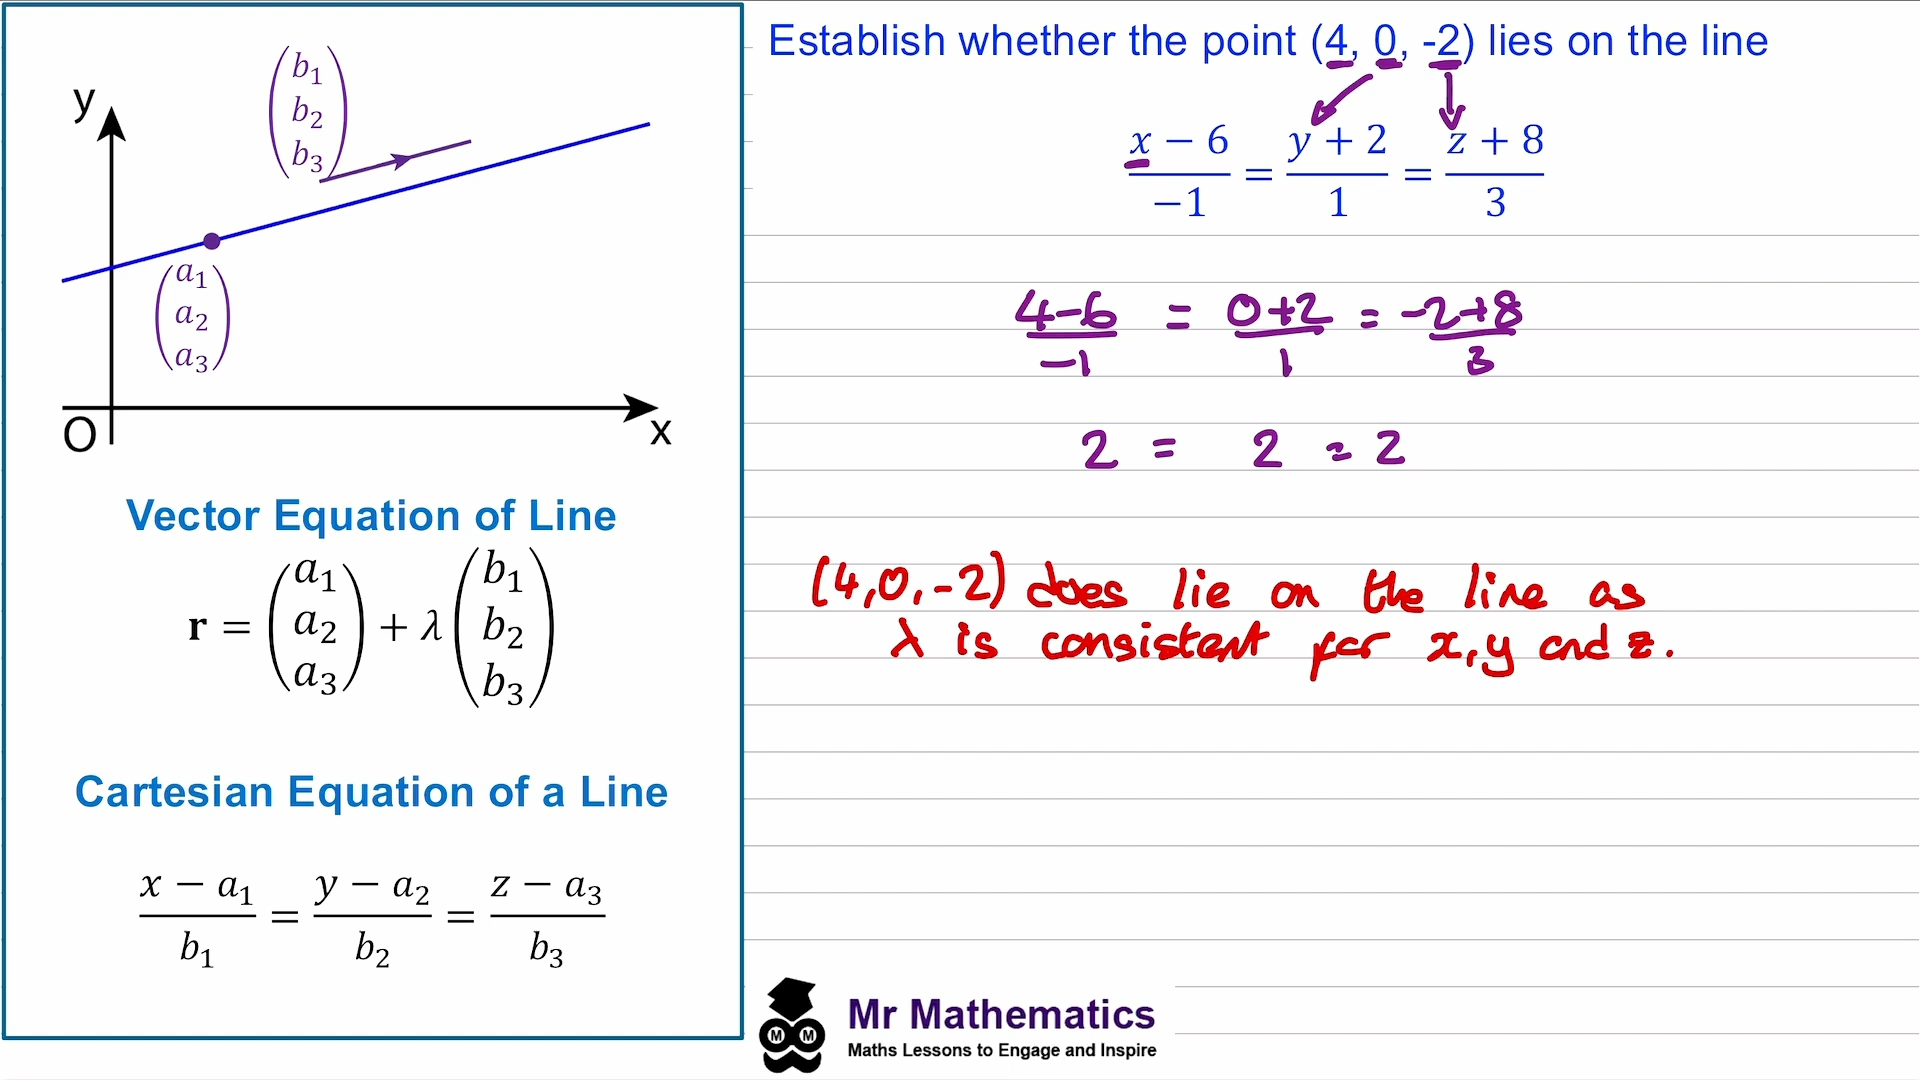 y
b₁
b₂
b₃
a₁
a₂
a₃
O
x
Vector Equation of Line
r = (a₁ a₂ a₃) + λ (b₁ b₂ b₃)
Cartesian Equation of a Line
(x − a₁)/b₁ = (y − a₂)/b₂ = (z − a₃)/b₃
Establish whether the point (4, 0, -2) lies on the line
(x − 6)/−1 = (y + 2)/1 = (z + 8)/3
(4-6)/-1 = (0+2)/1 = (-2+8)/3
2 = 2 = 2
(4,0,-2) does lie on the line as
λ is consistent for x,y and z.
M M
Mr Mathematics
Maths Lessons to Engage and Inspire